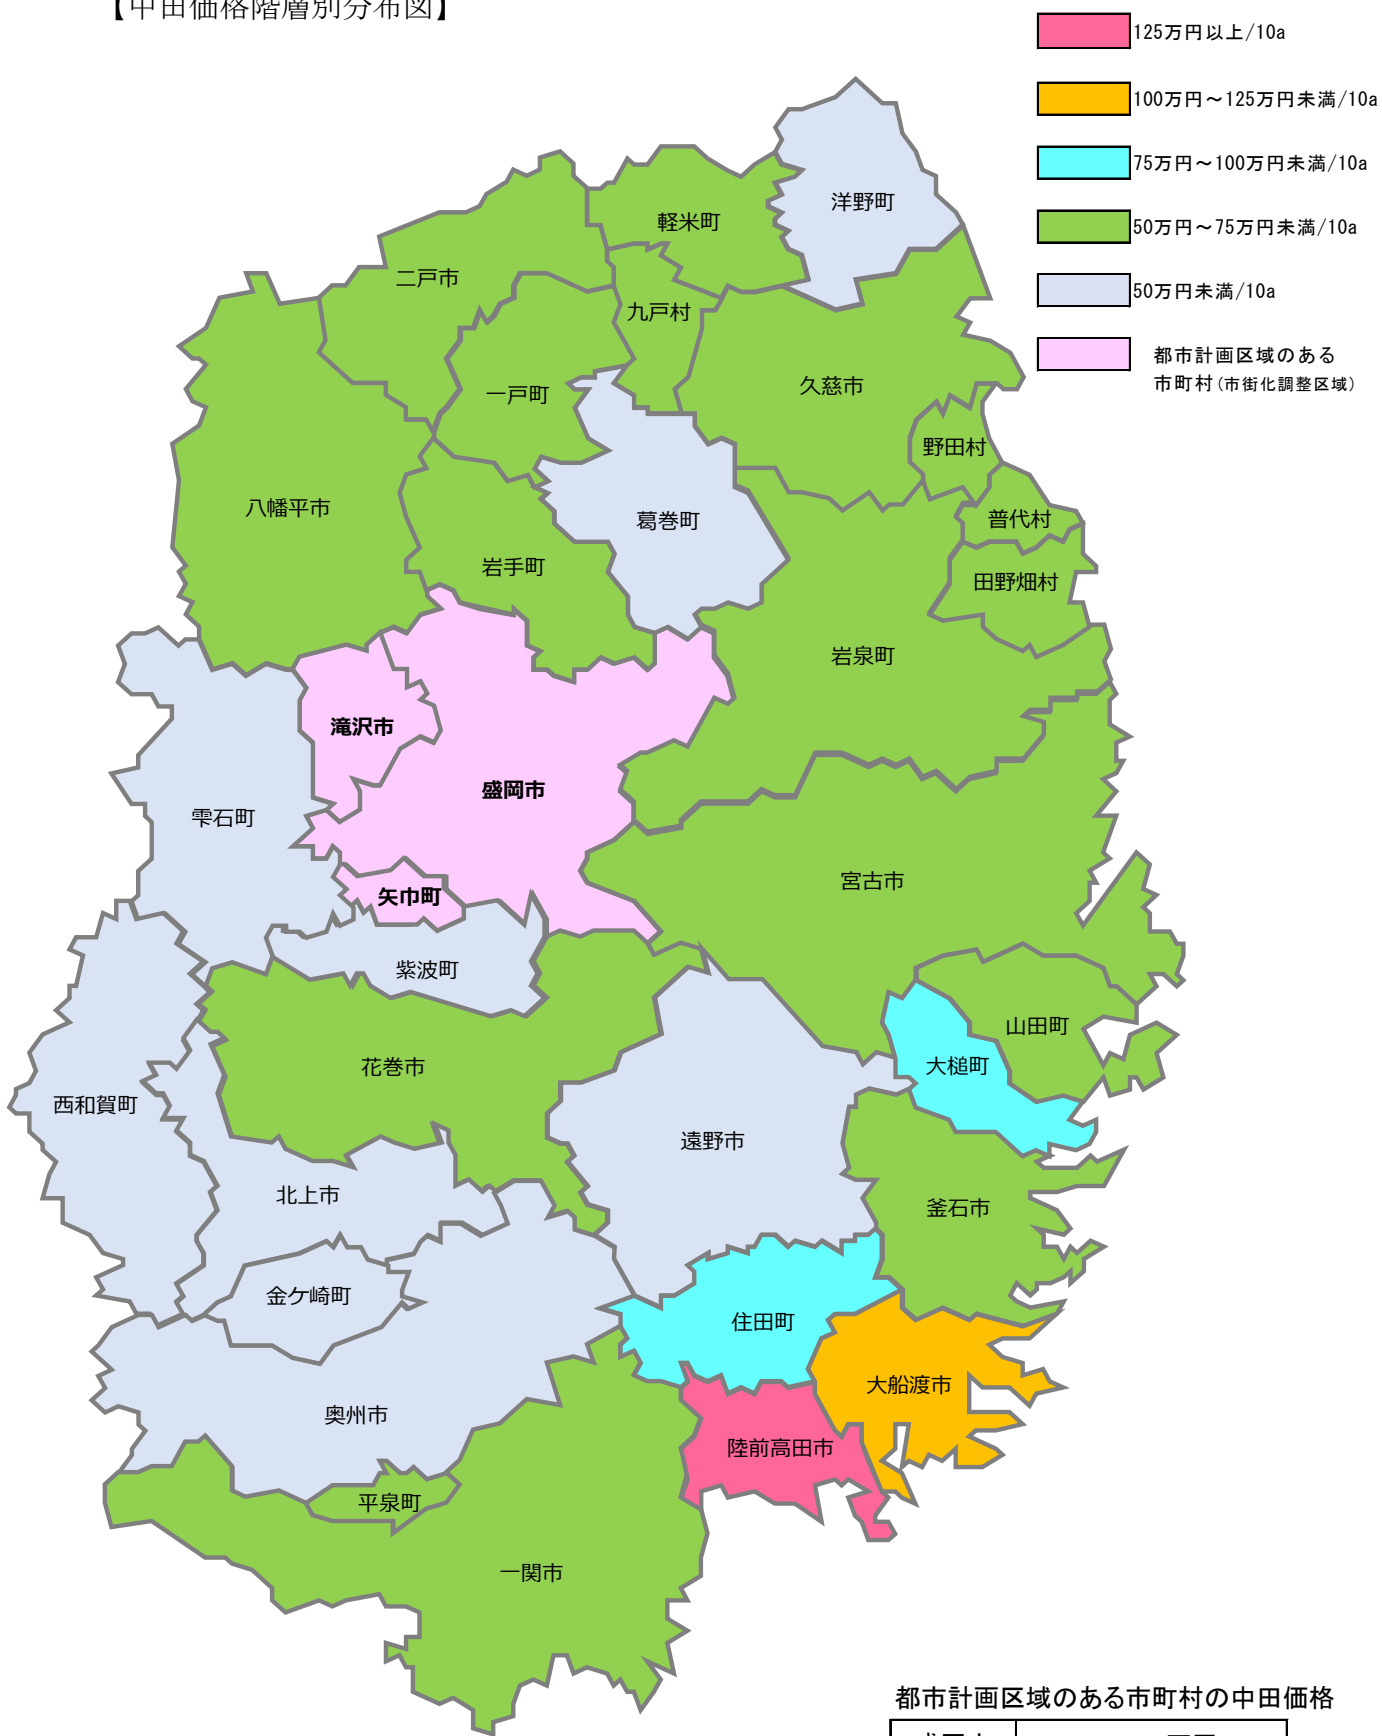 【中田価格階層別分布図】
125万円以上/10a
100万円～125万円未満/10a
75万円～100万円未満/10a
50万円～75万円未満/10a
50万円未満/10a
都市計画区域のある
市町村(市街化調整区域)
洋野町
軽米町
二戸市
九戸村
一戸町
久慈市
野田村
八幡平市
葛巻町
普代村
岩手町
田野畑村
岩泉町
滝沢市
盛岡市
雫石町
宮古市
矢巾町
紫波町
山田町
大槌町
花巻市
西和賀町
遠野市
北上市
釜石市
金ケ崎町
住田町
大船渡市
奥州市
陸前高田市
平泉町
一関市
都市計画区域のある市町村の中田価格